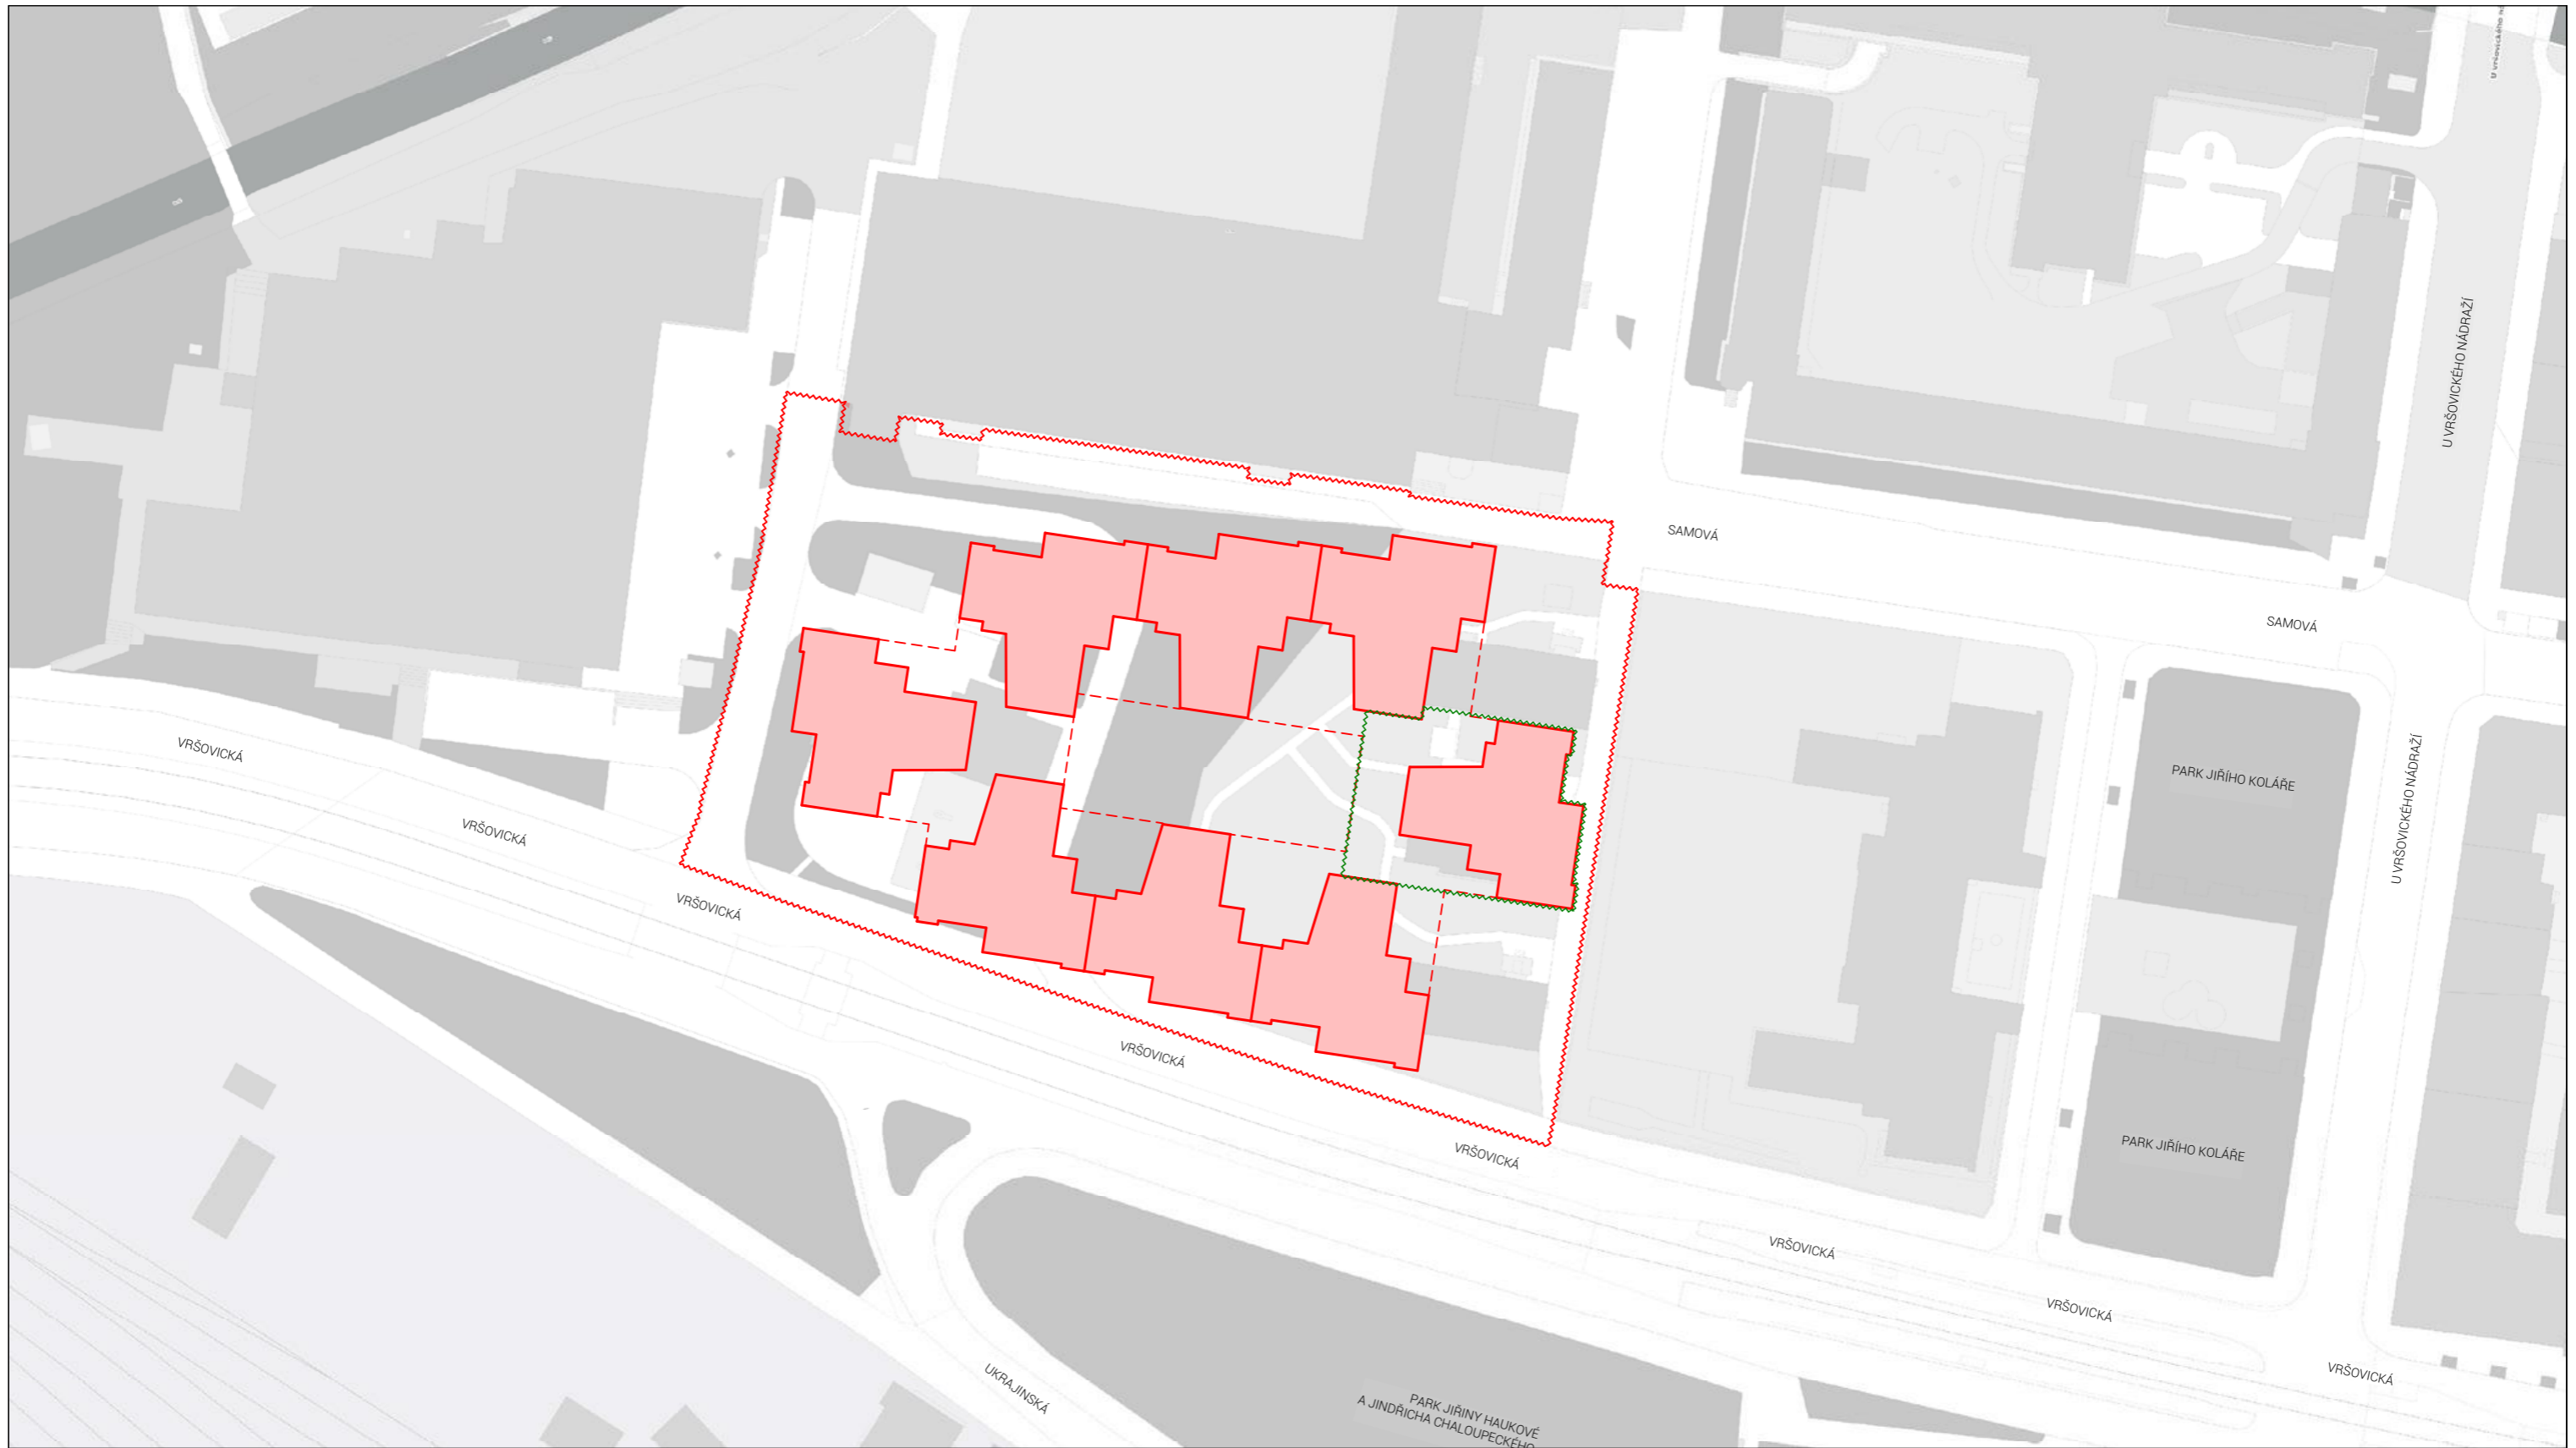 U VRŠOVICKÉHO NÁDRAŽÍ
SAMOVÁ
SAMOVÁ
VRŠOVICKÁ
PARK JIŘÍHO KOLÁŘE
U VRŠOVICKÉHO NÁDRAŽÍ
VRŠOVICKÁ
VRŠOVICKÁ
VRŠOVICKÁ
PARK JIŘÍHO KOLÁŘE
VRŠOVICKÁ
VRŠOVICKÁ
VRŠOVICKÁ
VRŠOVICKÁ
UKRAJINSKÁ
PARK JIŘINY HAUKOVÉ
A JINDŘICHA CHALOUPECKÉHO